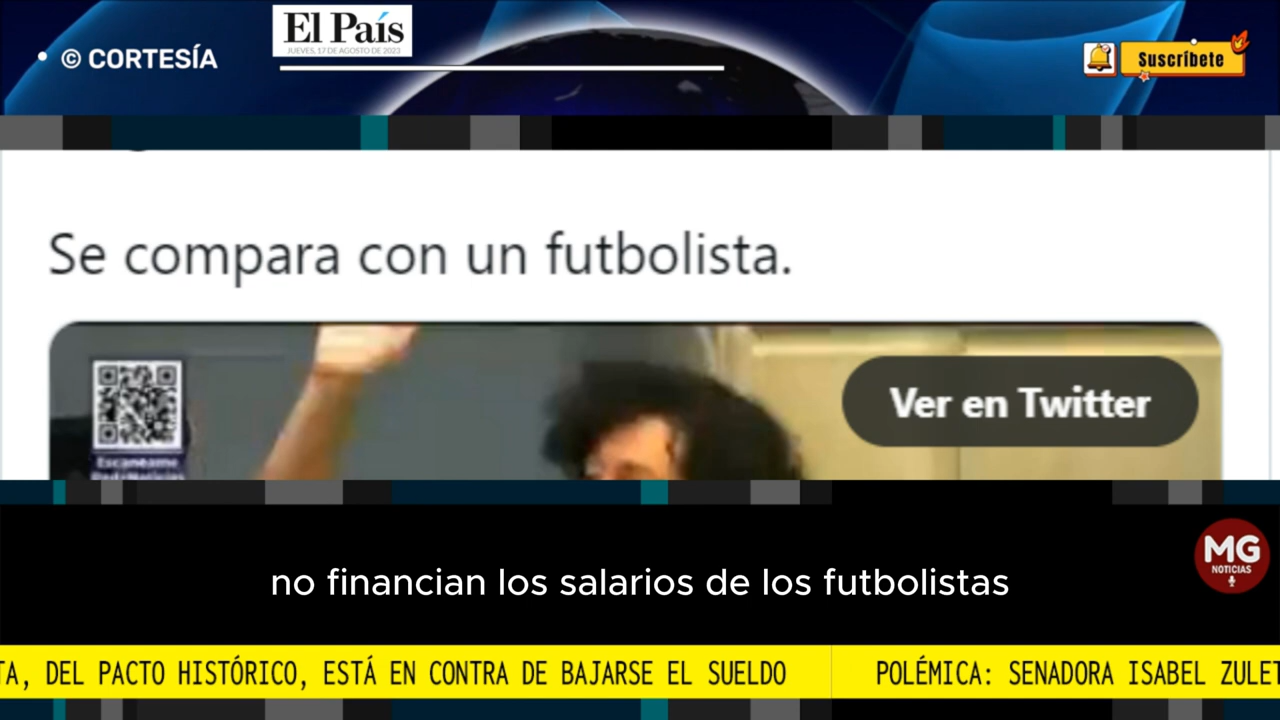 © CORTESÍA
El País
JUEVES, 17 DE AGOSTO DE 2023
Suscríbete
Se compara con un futbolista.
Escanéame
Ver en Twitter
no financian los salarios de los futbolistas
MG
NOTICIAS
TA, DEL PACTO HISTÓRICO, ESTÁ EN CONTRA DE BAJARSE EL SUELDO POLÉMICA: SENADORA ISABEL ZULET